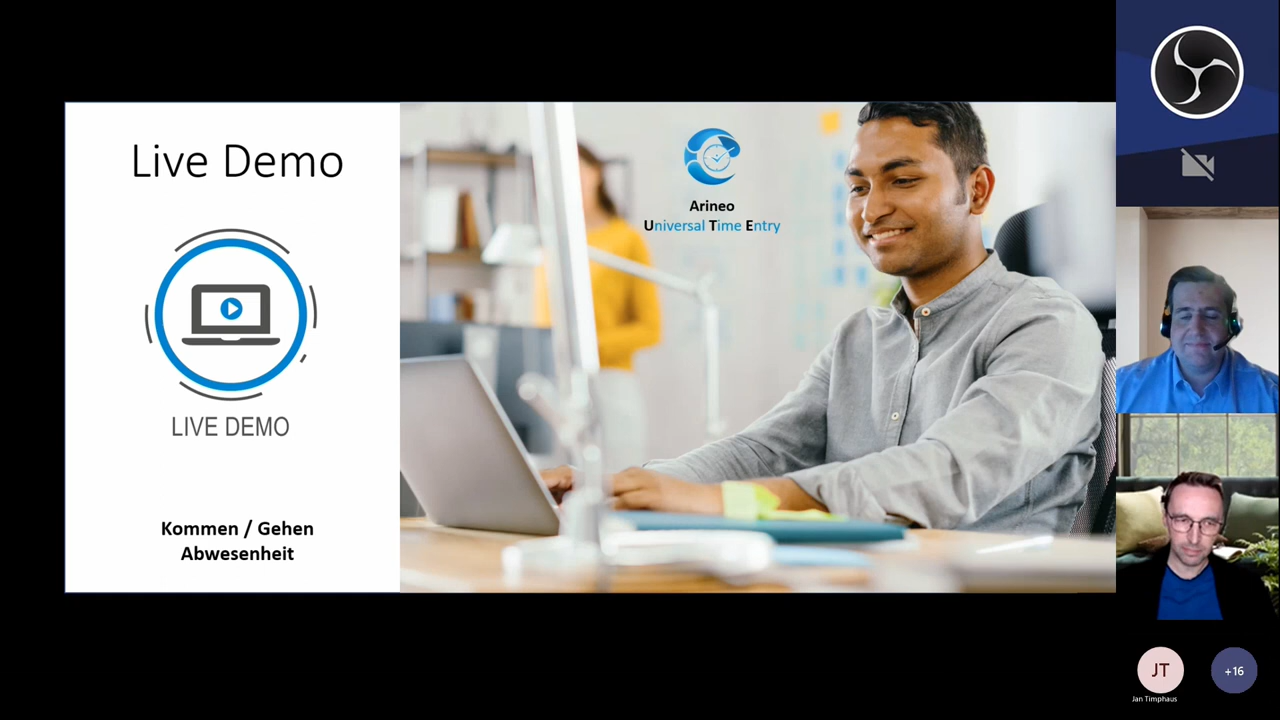 Live Demo
LIVE DEMO
Kommen / Gehen
Abwesenheit
Arineo
Universal Time Entry
JT
Jan Timphaus
+16